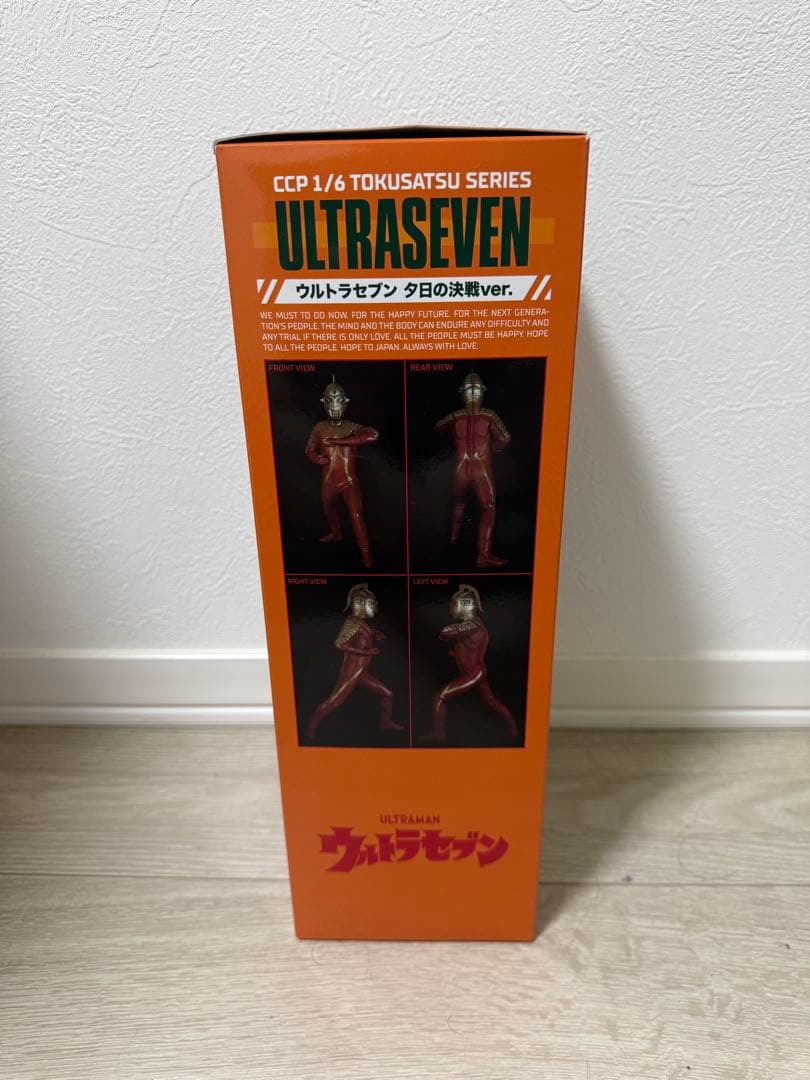 CCP 1/6 TOKUSATSU SERIES
ULTRASEVEN
ウルトラセブン 夕日の決戦ver.
WE MUST TO DO NOW. FOR THE HAPPY FUTURE. FOR THE NEXT GENERA-
TION'S PEOPLE. THE MIND AND THE BODY CAN ENDURE ANY DIFFICULTY AND
ANY TRIAL IF THERE IS ONLY LOVE. ALL THE PEOPLE MUST BE HAPPY. HOPE
TO ALL THE PEOPLE. HOPE TO JAPAN. ALWAYS WITH LOVE.
FRONT VIEW
REAR VIEW
RIGHT VIEW
LEFT VIEW
ULTRAMAN
ウルトラセブン